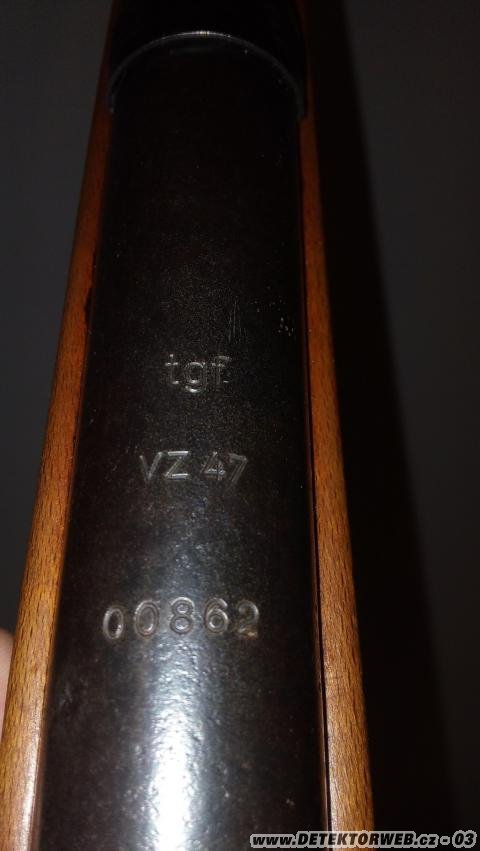 tgf
VZ 47
00862
www.DETEKTORWEB.cz - 03